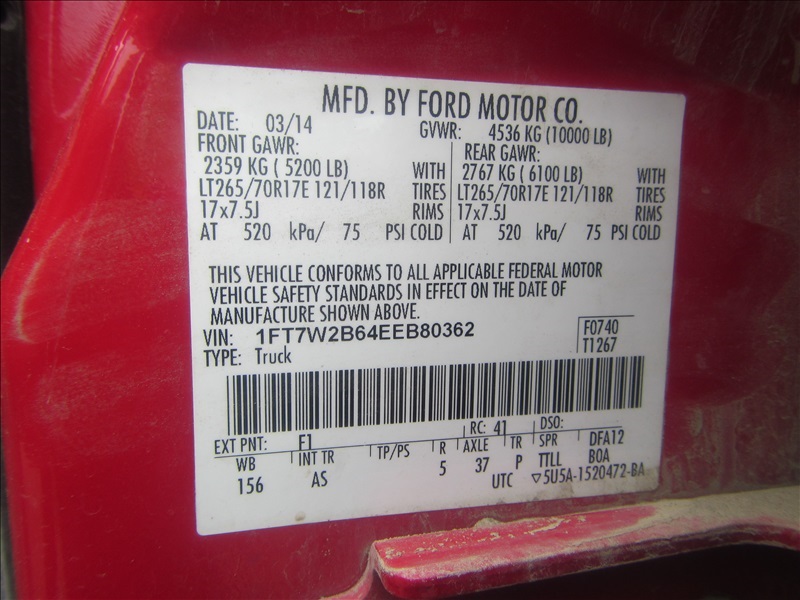 MFD. BY FORD MOTOR CO.
DATE: 03/14 GVWR: 4536 KG (10000 LB)
FRONT GAWR: REAR GAWR:
2359 KG ( 5200 LB) WITH 2767 KG ( 6100 LB) WITH
LT265/70R17E 121/118R TIRES LT265/70R17E 121/118R TIRES
17x7.5J RIMS 17x7.5J RIMS
AT 520 kPa/ 75 PSI COLD AT 520 kPa/ 75 PSI COLD
THIS VEHICLE CONFORMS TO ALL APPLICABLE FEDERAL MOTOR
VEHICLE SAFETY STANDARDS IN EFFECT ON THE DATE OF
MANUFACTURE SHOWN ABOVE.
VIN: 1FT7W2B64EEB80362 F0740
TYPE: Truck T1267
EXT PNT: F1 RC: 41 DSO:
WB INT TR TP/PS R AXLE TR SPR DFA12
156 AS 5 37 P TTLL BOA
UTC ▽5U5A-1520472-BA